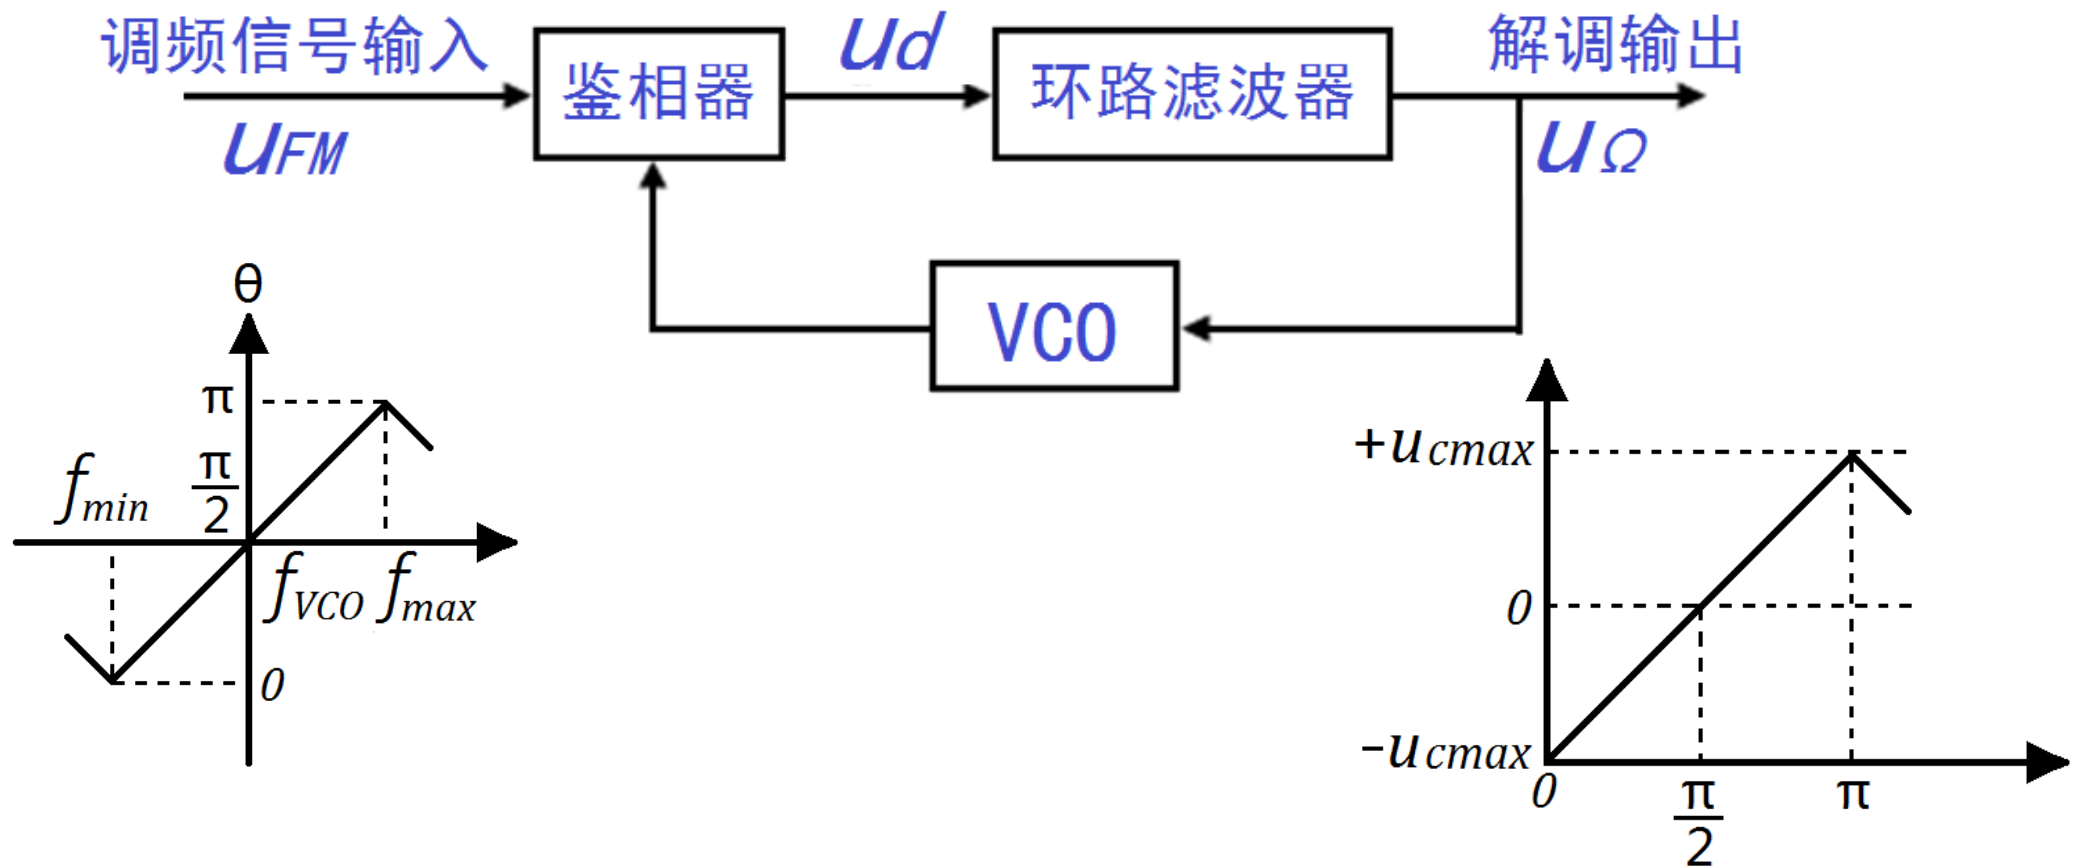 调频信号输入
uFM
鉴相器
ud
环路滤波器
解调输出
uΩ
VCO
θ
π
π/2
fmin
fVCO
fmax
0
+ucmax
0
-ucmax
0
π/2
π